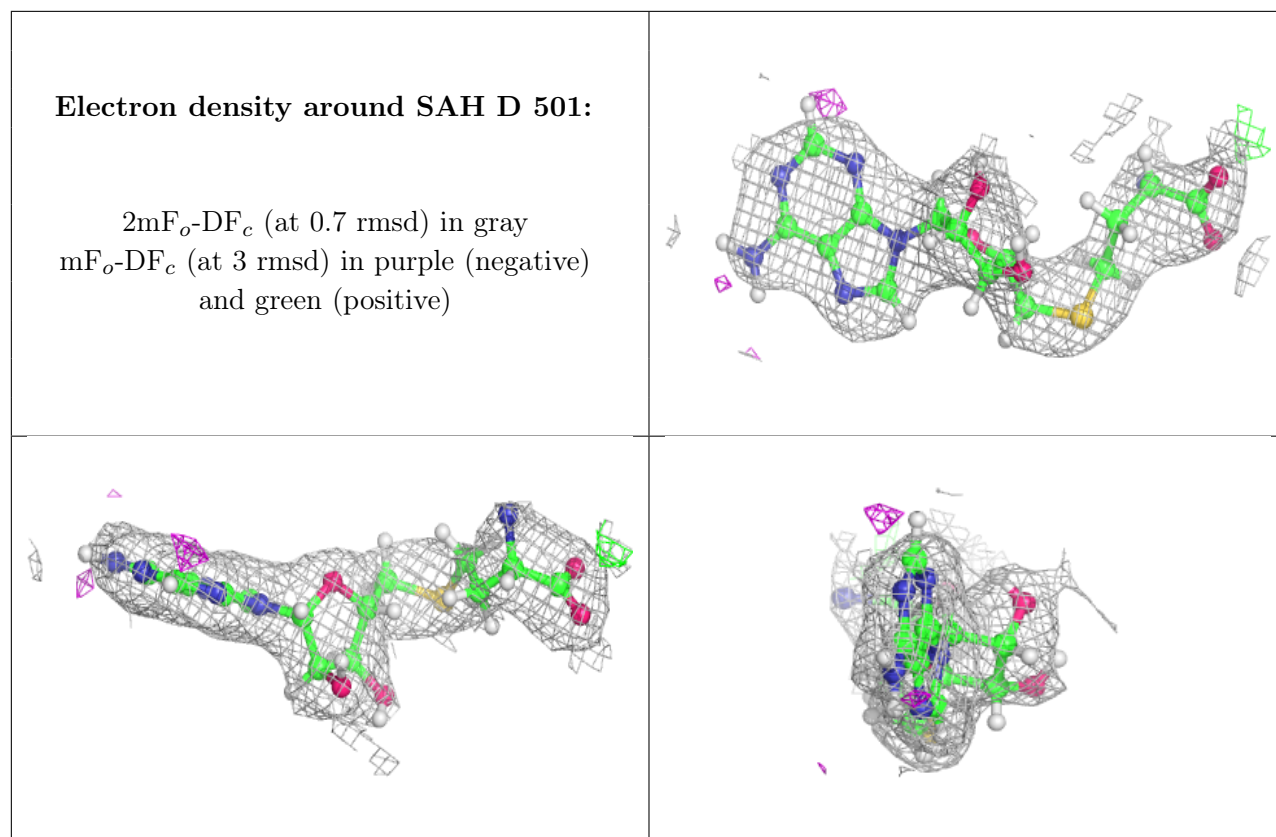 Electron density around SAH D 501:
2mFo-DFc (at 0.7 rmsd) in gray
mFo-DFc (at 3 rmsd) in purple (negative)
and green (positive)